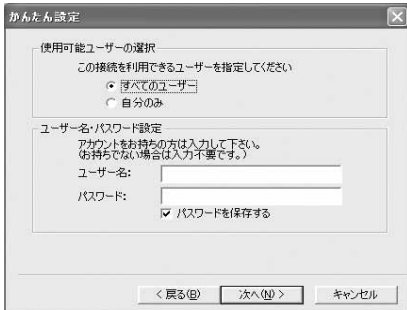 かんたん設定
使用可能ユーザーの選択
この接続を利用できるユーザーを指定してください
すべてのユーザー
自分のみ
ユーザー名・パスワード設定
アカウントをお持ちの方は入力して下さい。
(お持ちでない場合は入力不要です。)
ユーザー名:
パスワード:
パスワードを保存する
< 戻る(B) 次へ(N) > キャンセル